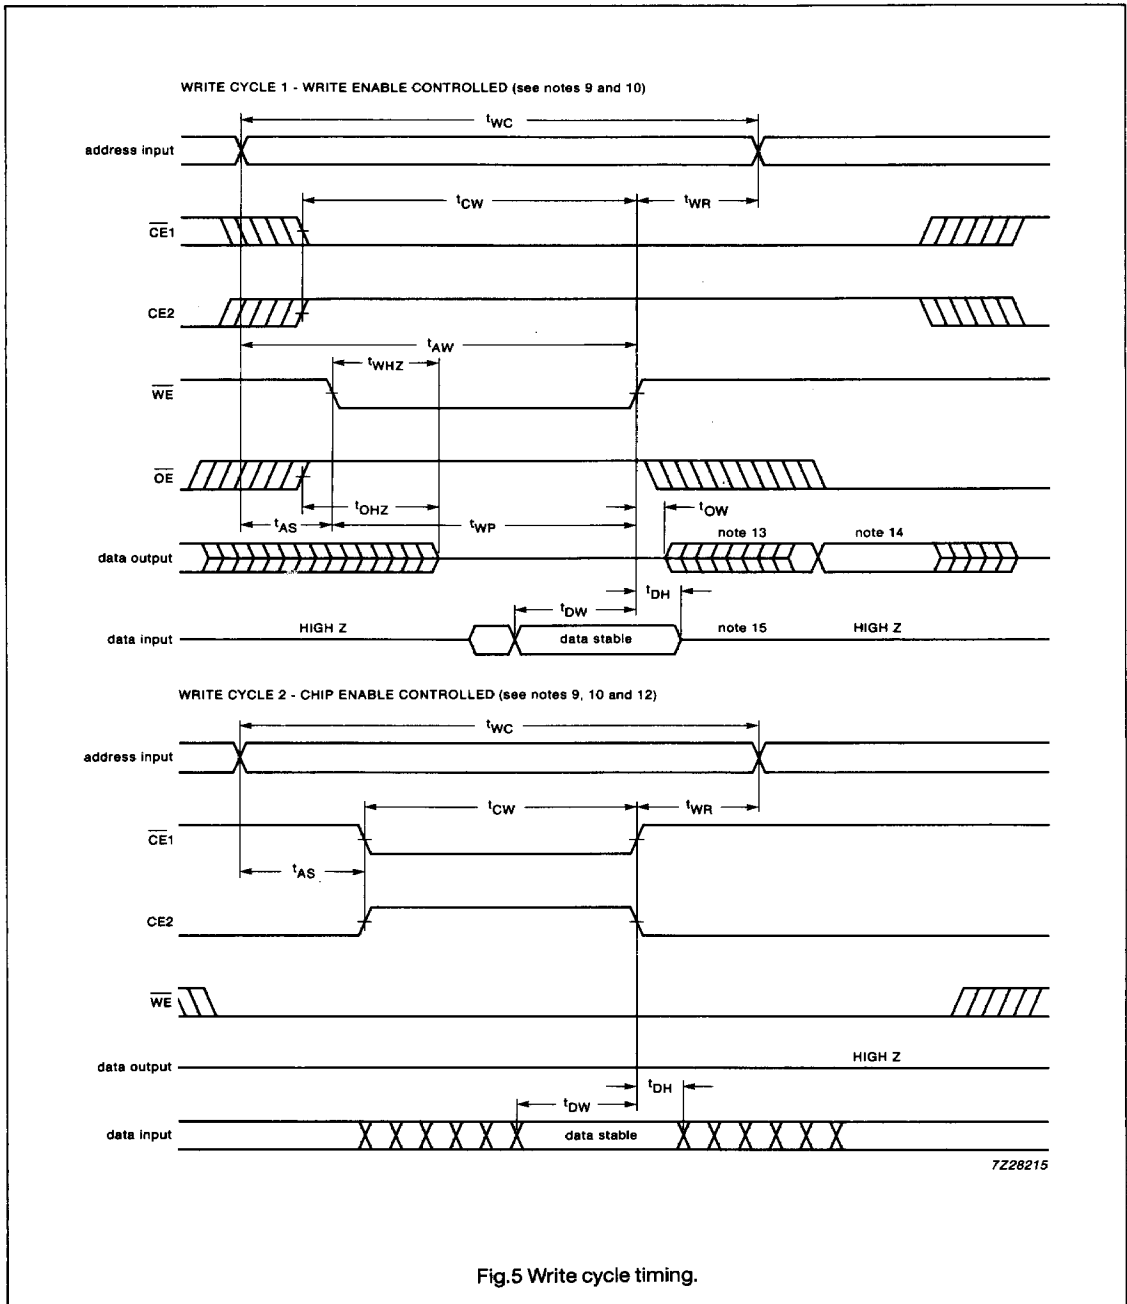 WRITE CYCLE 1 - WRITE ENABLE CONTROLLED (see notes 9 and 10)
tWC
address input
tCW
tWR
CE1
CE2
tAW
tWHZ
WE
OE
tOHZ
tOW
tAS
tWP
note 13
note 14
data output
tDH
tDW
HIGH Z
data stable
note 15
HIGH Z
data input
WRITE CYCLE 2 - CHIP ENABLE CONTROLLED (see notes 9, 10 and 12)
tWC
address input
tCW
tWR
CE1
tAS
CE2
WE
HIGH Z
data output
tDH
tDW
data input
data stable
7Z28215
Fig.5 Write cycle timing.